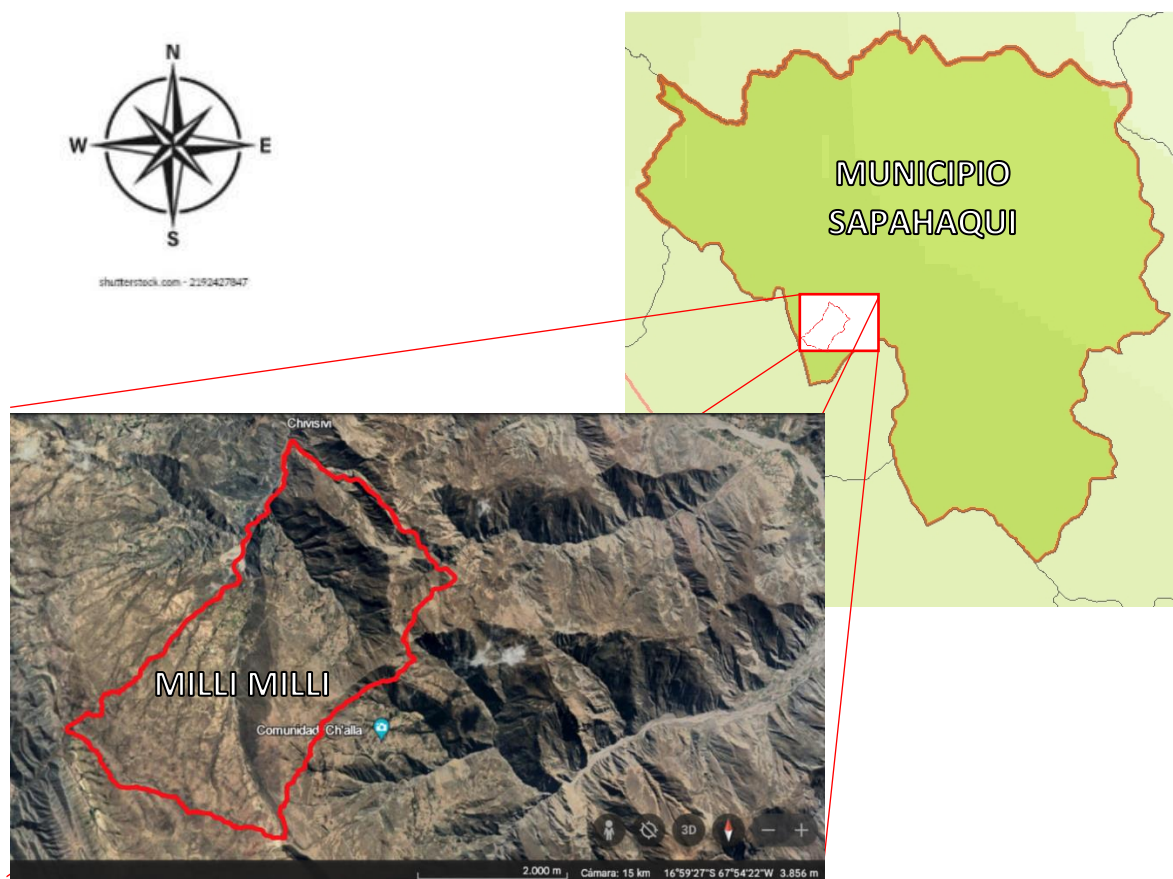 N
W
E
S
shutterstock.com · 2192427847
MUNICIPIO
SAPAHAQUI
Chivisivi
MILLI MILLI
Comunidad Ch'alla
3D
2.000 m
Cámara: 15 km
16°59'27"S 67°54'22"W
3.856 m